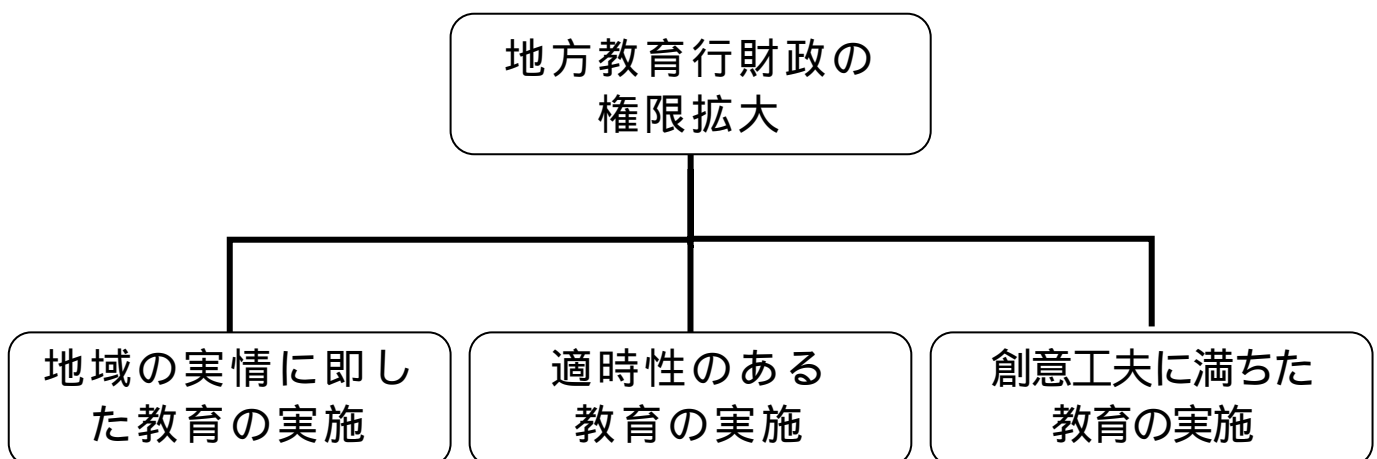 地方教育行財政の
権限拡大
地域の実情に即し
た教育の実施
適時性のある
教育の実施
創意工夫に満ちた
教育の実施